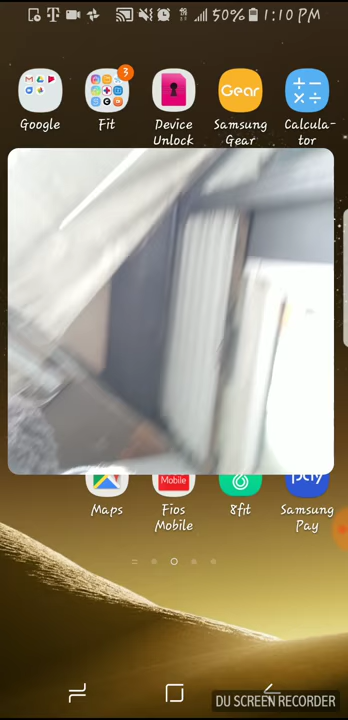 50% 1:10 PM
3
Gear
Google
Fit
Device
Unlock
Samsung
Gear
Calcula-
tor
Mobile
pay
Maps
Fios
Mobile
8fit
Samsung
Pay
DU SCREEN RECORDER